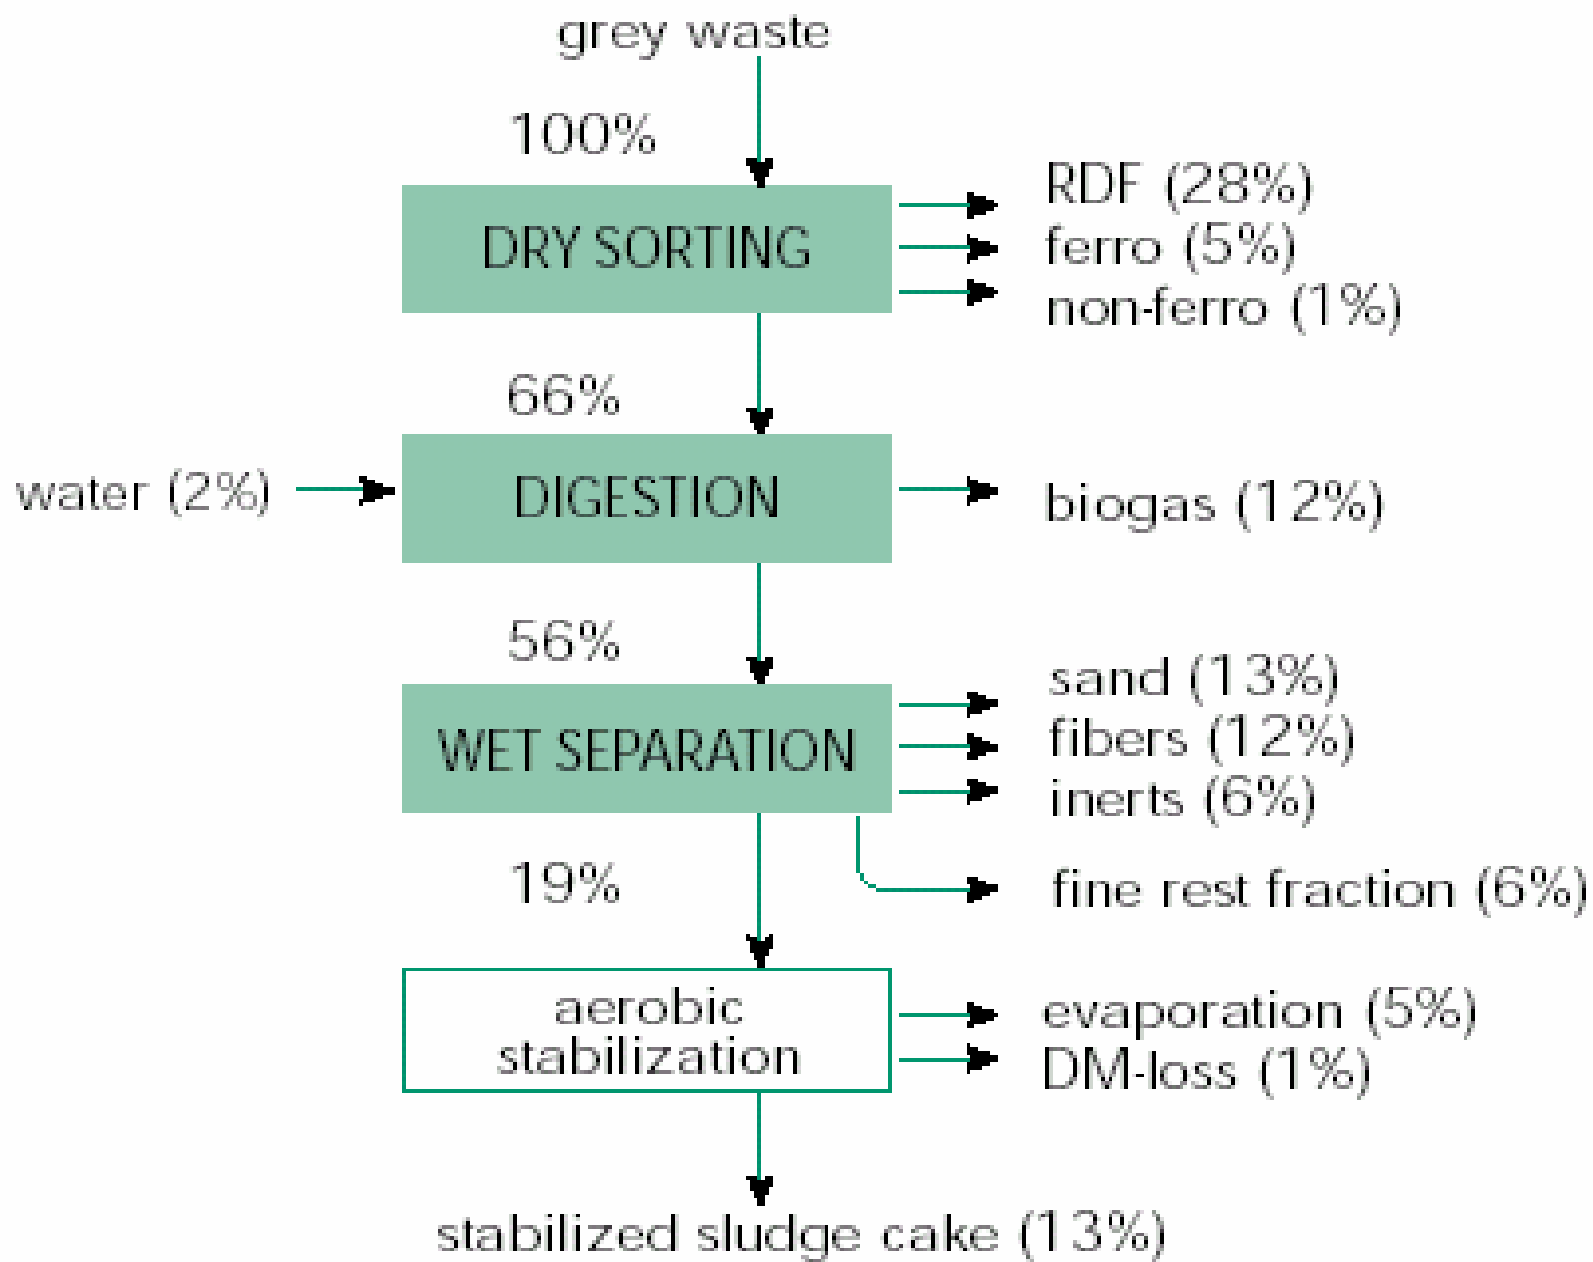 grey waste
100%
DRY SORTING
RDF (28%)
ferro (5%)
non-ferro (1%)
66%
water (2%)
DIGESTION
biogas (12%)
56%
WET SEPARATION
sand (13%)
fibers (12%)
inerts (6%)
19%
fine rest fraction (6%)
aerobic
stabilization
evaporation (5%)
DM-loss (1%)
stabilized sludge cake (13%)